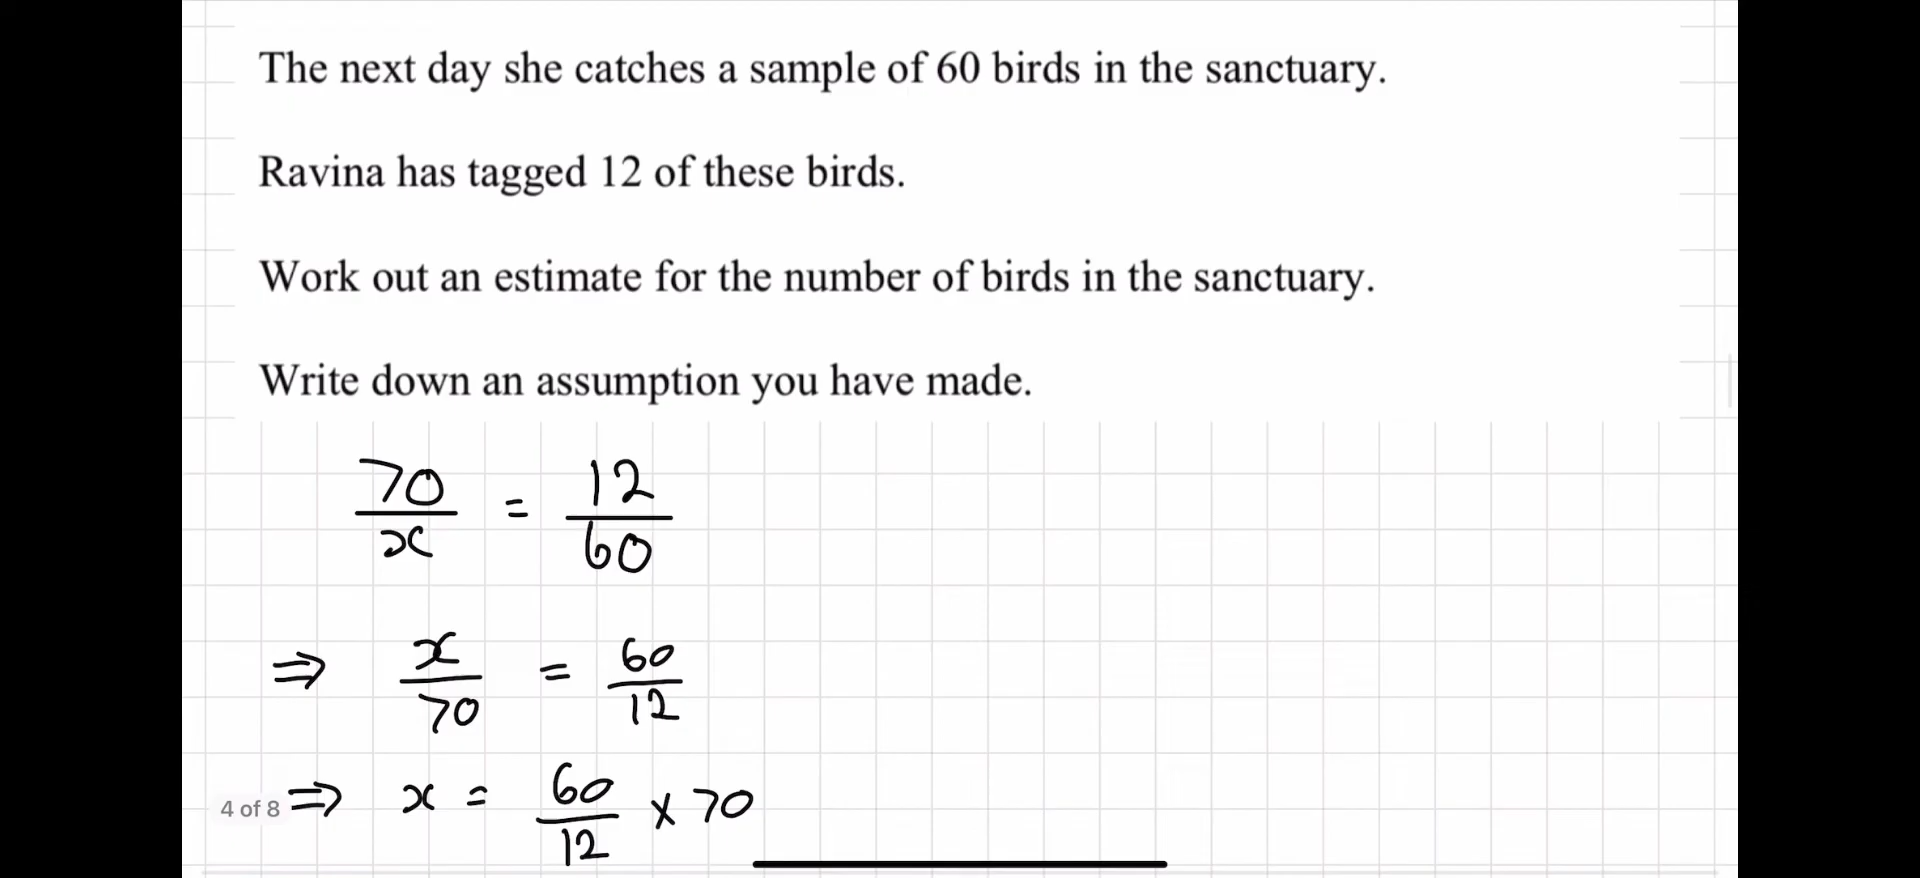 The next day she catches a sample of 60 birds in the sanctuary.
Ravina has tagged 12 of these birds.
Work out an estimate for the number of birds in the sanctuary.
Write down an assumption you have made.
70/x = 12/60
⇒ x/70 = 60/12
4 of 8 ⇒ x = 60/12 × 70